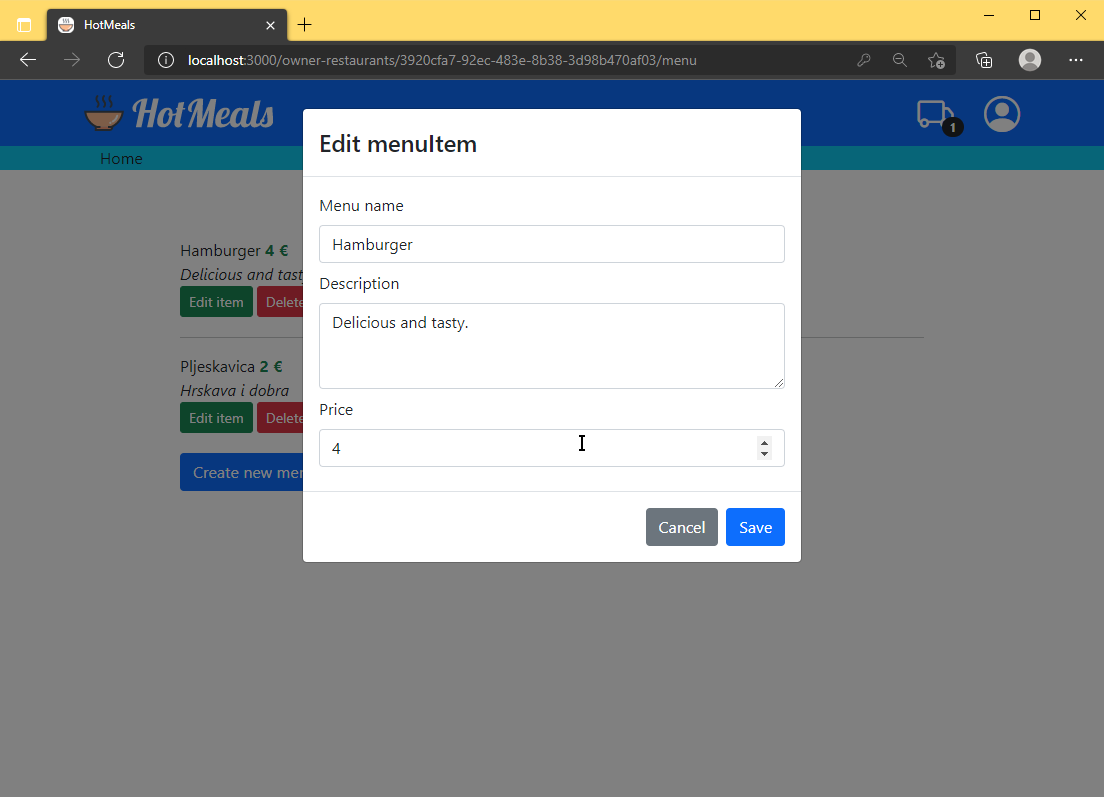 HotMeals
localhost:3000/owner-restaurants/3920cfa7-92ec-483e-8b38-3d98b470af03/menu
HotMeals
1
Home
Edit menuItem
Menu name
Hamburger
Description
Delicious and tasty.
Price
4
Cancel
Save
Hamburger 4 €
Delicious and tast
Edit item
Delete
Pljeskavica 2 €
Hrskava i dobra
Edit item
Delete
Create new mer